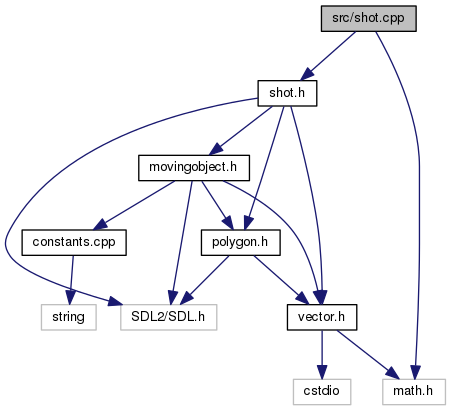 src/shot.cpp
shot.h
movingobject.h
constants.cpp
polygon.h
string
SDL2/SDL.h
vector.h
cstdio
math.h